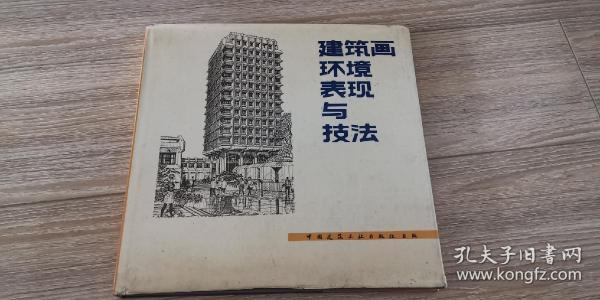 建筑画
环境
表现
与
技法
中国建筑工业出版社出版
孔夫子旧书网
www.kongfz.com